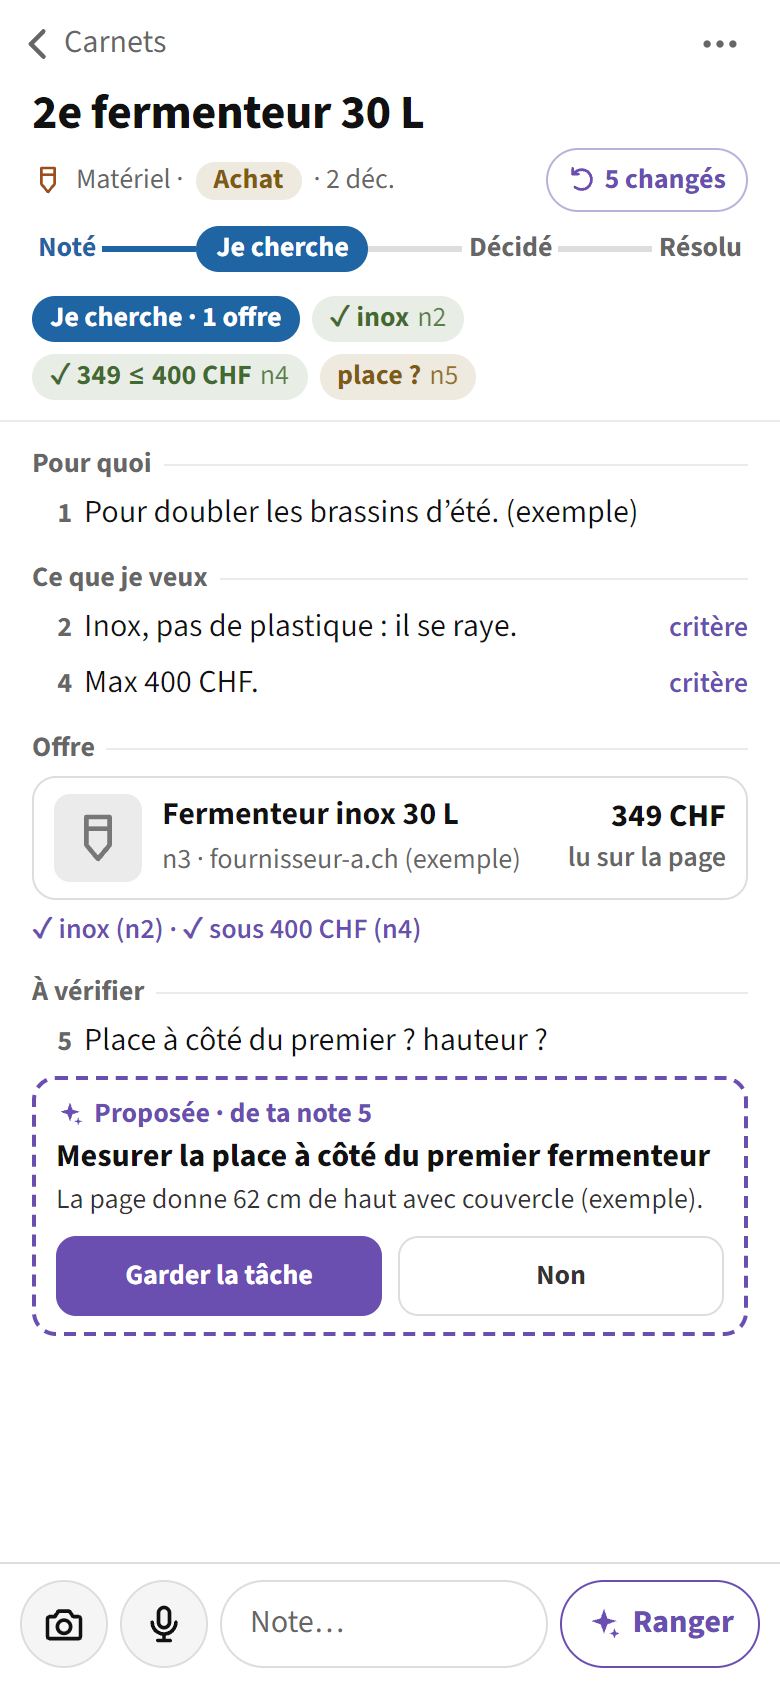 Carnets
2e fermenteur 30 L
Matériel · Achat · 2 déc.
5 changés
Noté Je cherche Décidé Résolu
Je cherche · 1 offre ✓ inox n2
✓ 349 ≤ 400 CHF n4 place ? n5
Pour quoi
1 Pour doubler les brassins d’été. (exemple)
Ce que je veux
2 Inox, pas de plastique : il se raye. critère
4 Max 400 CHF. critère
Offre
Fermenteur inox 30 L 349 CHF
n3 · fournisseur-a.ch (exemple) lu sur la page
✓ inox (n2) · ✓ sous 400 CHF (n4)
À vérifier
5 Place à côté du premier ? hauteur ?
Proposée · de ta note 5
Mesurer la place à côté du premier fermenteur
La page donne 62 cm de haut avec couvercle (exemple).
Garder la tâche Non
Note… Ranger